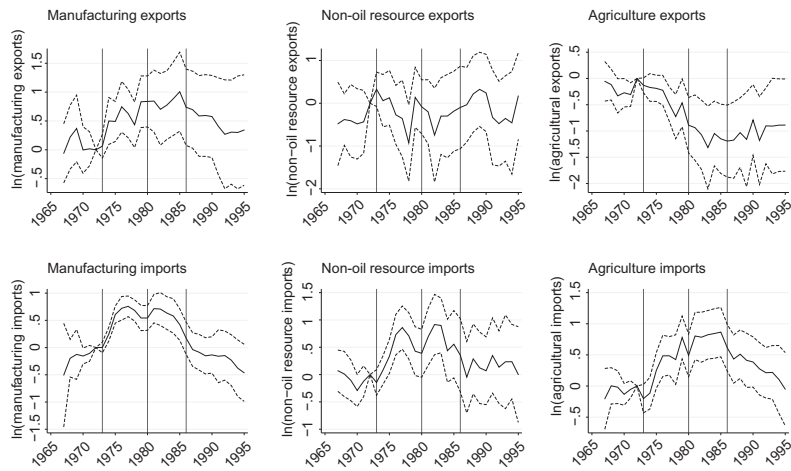 Manufacturing exports
ln(manufacturing exports)
1.5
1
.5
0
−.5
1965 1970 1975 1980 1985 1990 1995
Non-oil resource exports
ln(non−oil resource exports)
1
0
−1
−2
1965 1970 1975 1980 1985 1990 1995
Agriculture exports
ln(agricultural exports)
.5
0
−.5
−1
−1.5
−2
1965 1970 1975 1980 1985 1990 1995
Manufacturing imports
ln(manufacturing imports)
1
.5
0
−.5
−1
−1.5
1965 1970 1975 1980 1985 1990 1995
Non-oil resource imports
ln(non−oil resource imports)
1.5
1
.5
0
−.5
−1
1965 1970 1975 1980 1985 1990 1995
Agriculture imports
ln(agricultural imports)
1.5
1
.5
0
−.5
1965 1970 1975 1980 1985 1990 1995